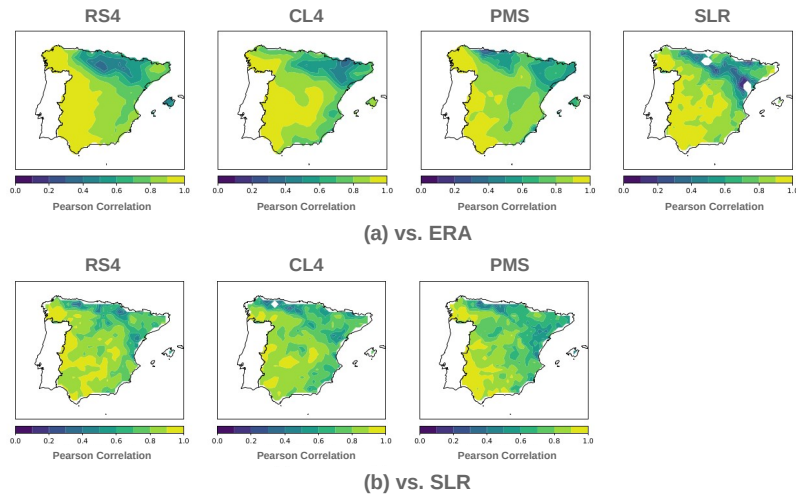 RS4 CL4 PMS SLR
0.0 0.2 0.4 0.6 0.8 1.0 0.0 0.2 0.4 0.6 0.8 1.0 0.0 0.2 0.4 0.6 0.8 1.0 0.0 0.2 0.4 0.6 0.8 1.0
Pearson Correlation Pearson Correlation Pearson Correlation Pearson Correlation
(a) vs. ERA
RS4 CL4 PMS
0.0 0.2 0.4 0.6 0.8 1.0 0.0 0.2 0.4 0.6 0.8 1.0 0.0 0.2 0.4 0.6 0.8 1.0
Pearson Correlation Pearson Correlation Pearson Correlation
(b) vs. SLR